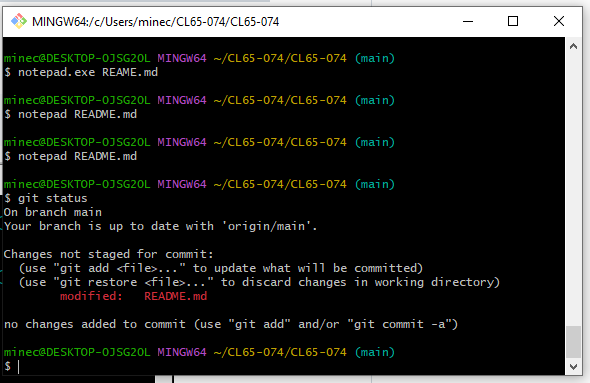 MINGW64:/c/Users/minec/CL65-074/CL65-074
minec@DESKTOP-OJSG2OL MINGW64 ~/CL65-074/CL65-074 (main)
$ notepad.exe REAME.md
minec@DESKTOP-OJSG2OL MINGW64 ~/CL65-074/CL65-074 (main)
$ notepad README.md
minec@DESKTOP-OJSG2OL MINGW64 ~/CL65-074/CL65-074 (main)
$ notepad README.md
minec@DESKTOP-OJSG2OL MINGW64 ~/CL65-074/CL65-074 (main)
$ git status
On branch main
Your branch is up to date with 'origin/main'.
Changes not staged for commit:
(use "git add <file>..." to update what will be committed)
(use "git restore <file>..." to discard changes in working directory)
modified: README.md
no changes added to commit (use "git add" and/or "git commit -a")
minec@DESKTOP-OJSG2OL MINGW64 ~/CL65-074/CL65-074 (main)
$